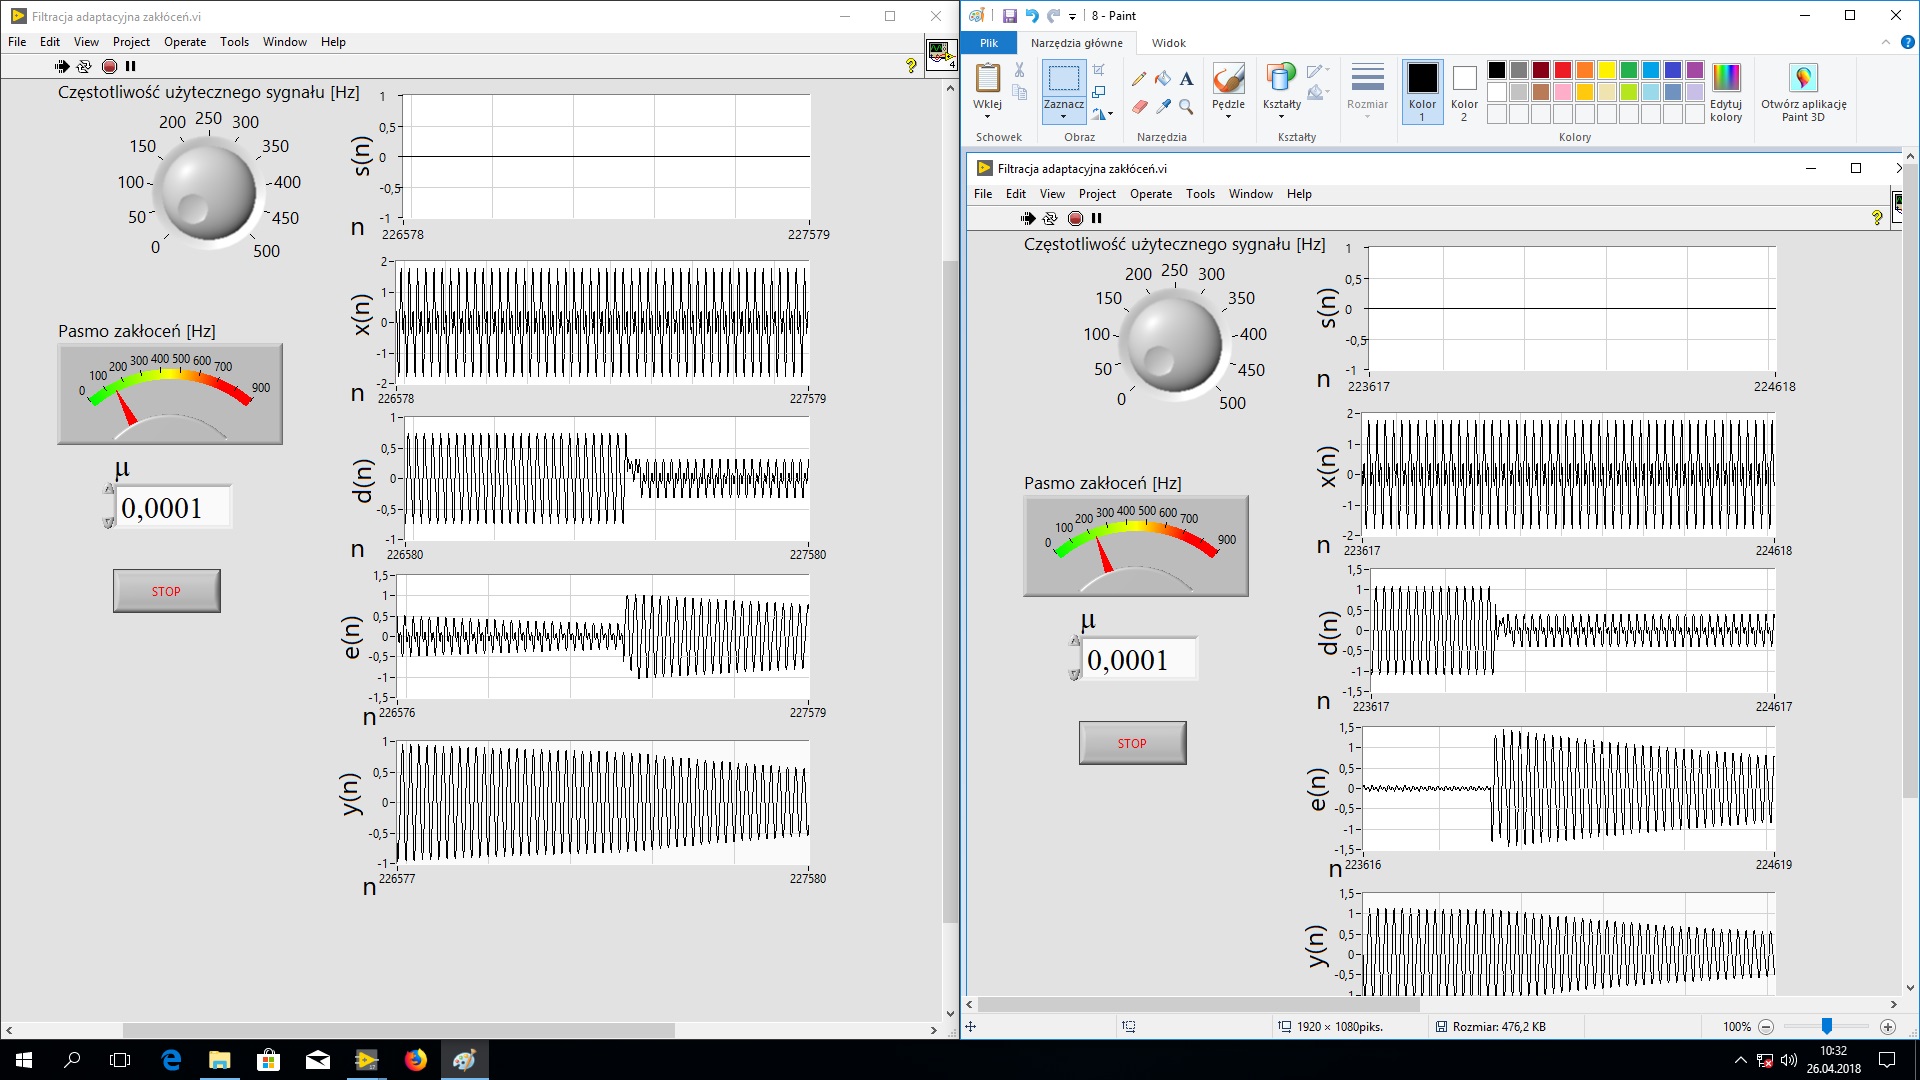 Filtracja adaptacyjna zakłóceń.vi
File Edit View Project Operate Tools Window Help
4
Częstotliwość użytecznego sygnału [Hz]
0 50 100 150 200 250 300 350 400 450 500
Pasmo zakłoceń [Hz]
0 100 200 300 400 500 600 700 900
μ
0,0001
STOP
s(n)
1
0,5
0
-0,5
-1
n
226578 227579
x(n)
2
1
0
-1
-2
n
226578 227579
d(n)
1
0,5
0
-0,5
-1
n
226580 227580
e(n)
1,5
1
0,5
0
-0,5
-1
-1,5
n
226576 227579
y(n)
1
0,5
0
-0,5
-1
n
226577 227580
8 - Paint
Plik Narzędzia główne Widok
Wklej
Schowek
Zaznacz
Obraz
A
Narzędzia
Pędzle
Kształty
Kształty
Rozmiar
Kolor 1
Kolor 2
Edytuj kolory
Kolory
Otwórz aplikację Paint 3D
Filtracja adaptacyjna zakłóceń.vi
File Edit View Project Operate Tools Window Help
Częstotliwość użytecznego sygnału [Hz]
0 50 100 150 200 250 300 350 400 450 500
Pasmo zakłoceń [Hz]
0 100 200 300 400 500 600 700 900
μ
0,0001
STOP
s(n)
1
0,5
0
-0,5
-1
n
223617 224618
x(n)
2
1
0
-1
-2
n
223617 224618
d(n)
1,5
1
0,5
0
-0,5
-1
-1,5
n
223617 224617
e(n)
1,5
1
0,5
0
-0,5
-1
-1,5
n
223616 224619
y(n)
1,5
1
0,5
0
-0,5
1920 × 1080piks.
Rozmiar: 476,2 KB
100%
10:32
26.04.2018